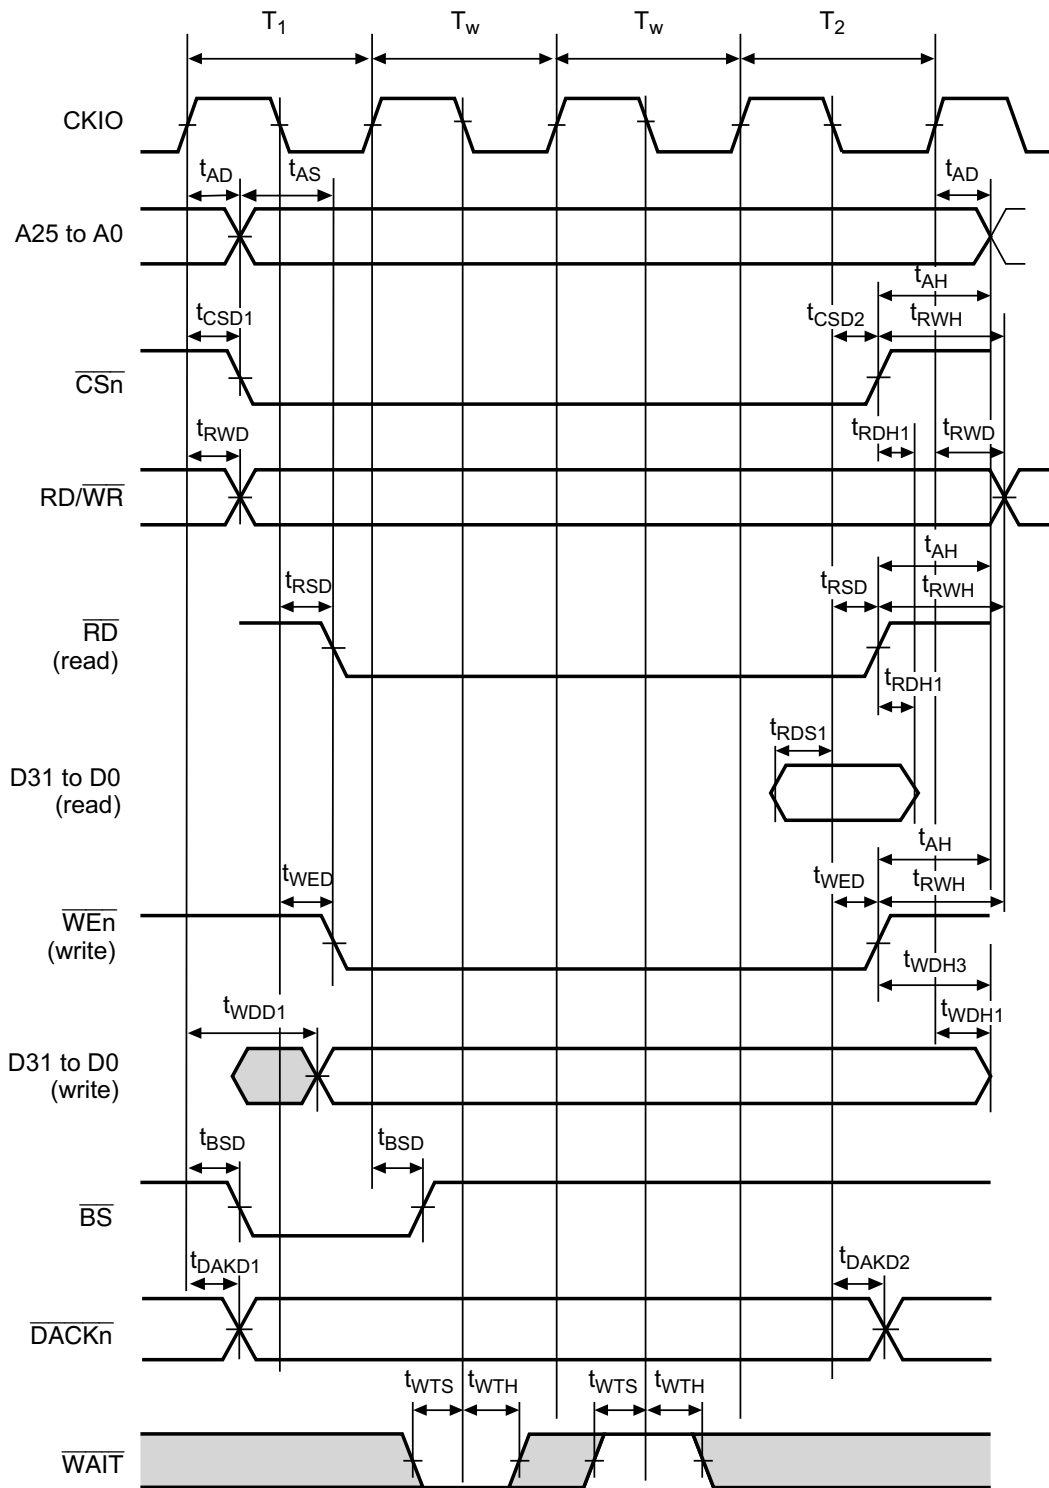 T1 Tw Tw T2
CKIO
tAD tAS tAD
A25 to A0
tAH
tCSD1 tCSD2 tRWH
CSn
tRWD tRDH1 tRWD
RD/WR
tAH
tRSD tRSD tRWH
RD
(read)
tRDH1
tRDS1
D31 to D0
(read)
tAH
tWED tWED tRWH
WEn
(write)
tWDH3
tWDD1 tWDH1
D31 to D0
(write)
tBSD tBSD
BS
tDAKD1 tDAKD2
DACKn
tWTS tWTH tWTS tWTH
WAIT